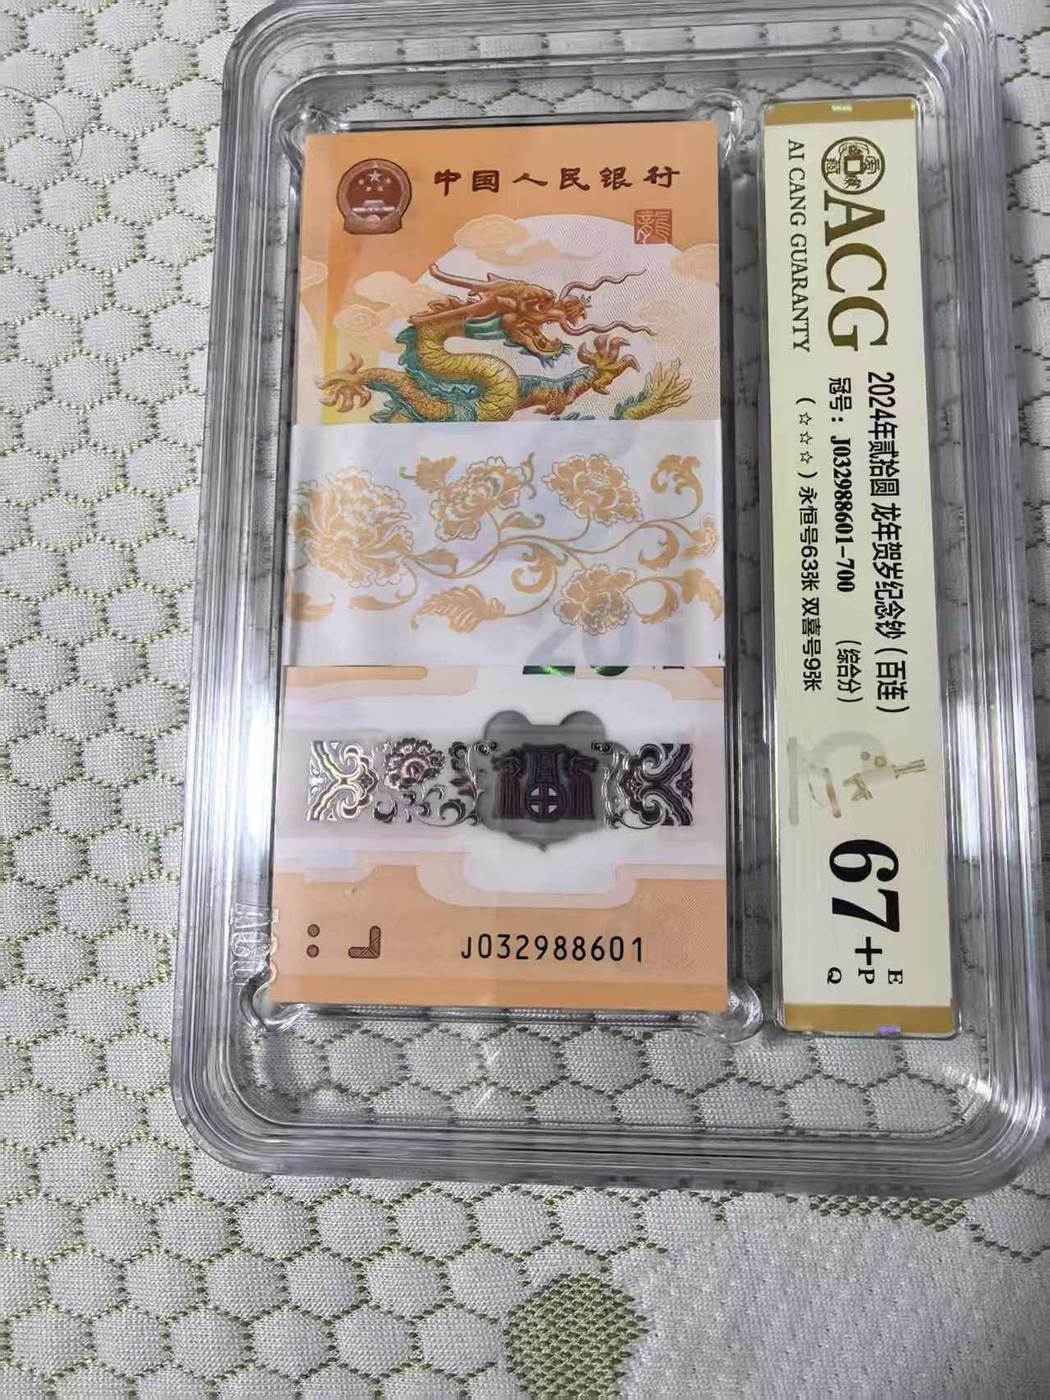 中国人民银行
J032988601
ACG
AI CANG GUARANTY
2024年贰拾圆 龙年贺岁纪念钞（百连）
冠号：J032988601-700 （综合分）
（☆☆☆）永恒号63张 双喜号9张
67+
E
P
Q